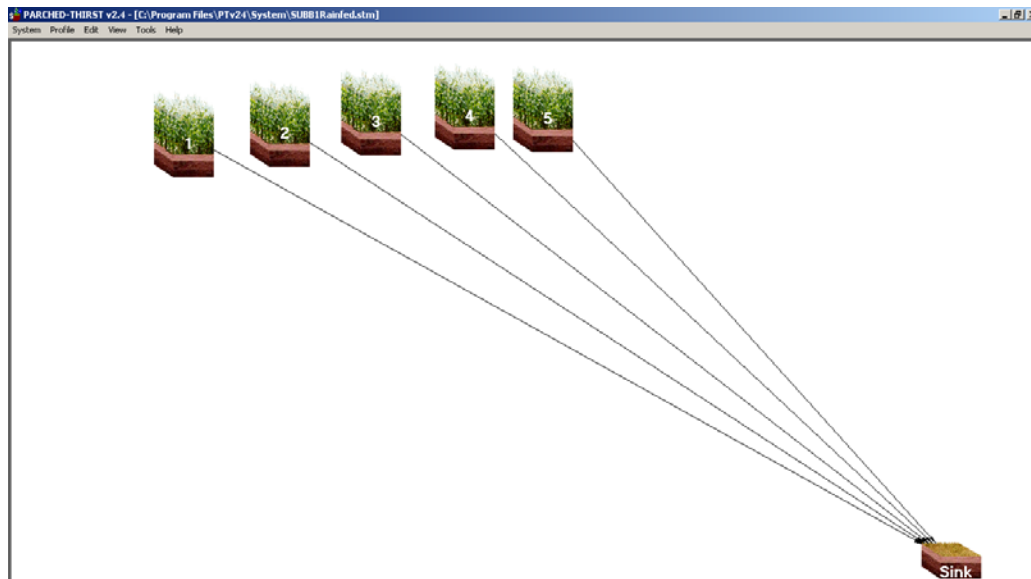 PARCHED-THIRST v2.4 - [C:\Program Files\PTv24\System\SUBB1Rainfed.stm]
System Profile Edit View Tools Help
1 2 3 4 5
Sink